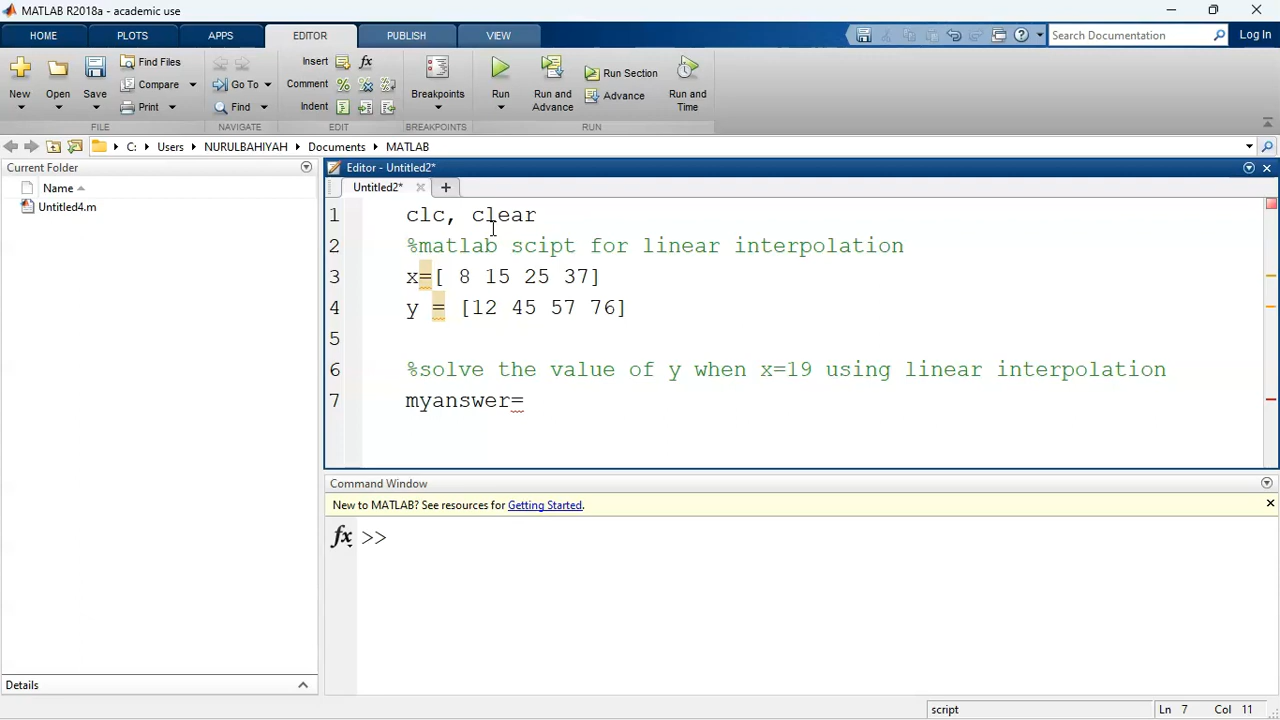 MATLAB R2018a - academic use
HOME PLOTS APPS EDITOR PUBLISH VIEW Search Documentation Log In
New Open Save Find Files Compare Print Go To Find Insert fx Comment Indent Breakpoints Run Run and Advance Run Section Advance Run and Time
FILE NAVIGATE EDIT BREAKPOINTS RUN
C: Users NURULBAHIYAH Documents MATLAB
Current Folder
Name
Untitled4.m
Details
Editor - Untitled2*
Untitled2*
1 clc, clear
2 %matlab scipt for linear interpolation
3 x=[ 8 15 25 37]
4 y = [12 45 57 76]
5
6 %solve the value of y when x=19 using linear interpolation
7 myanswer=
Command Window
New to MATLAB? See resources for Getting Started.
fx >>
script Ln 7 Col 11